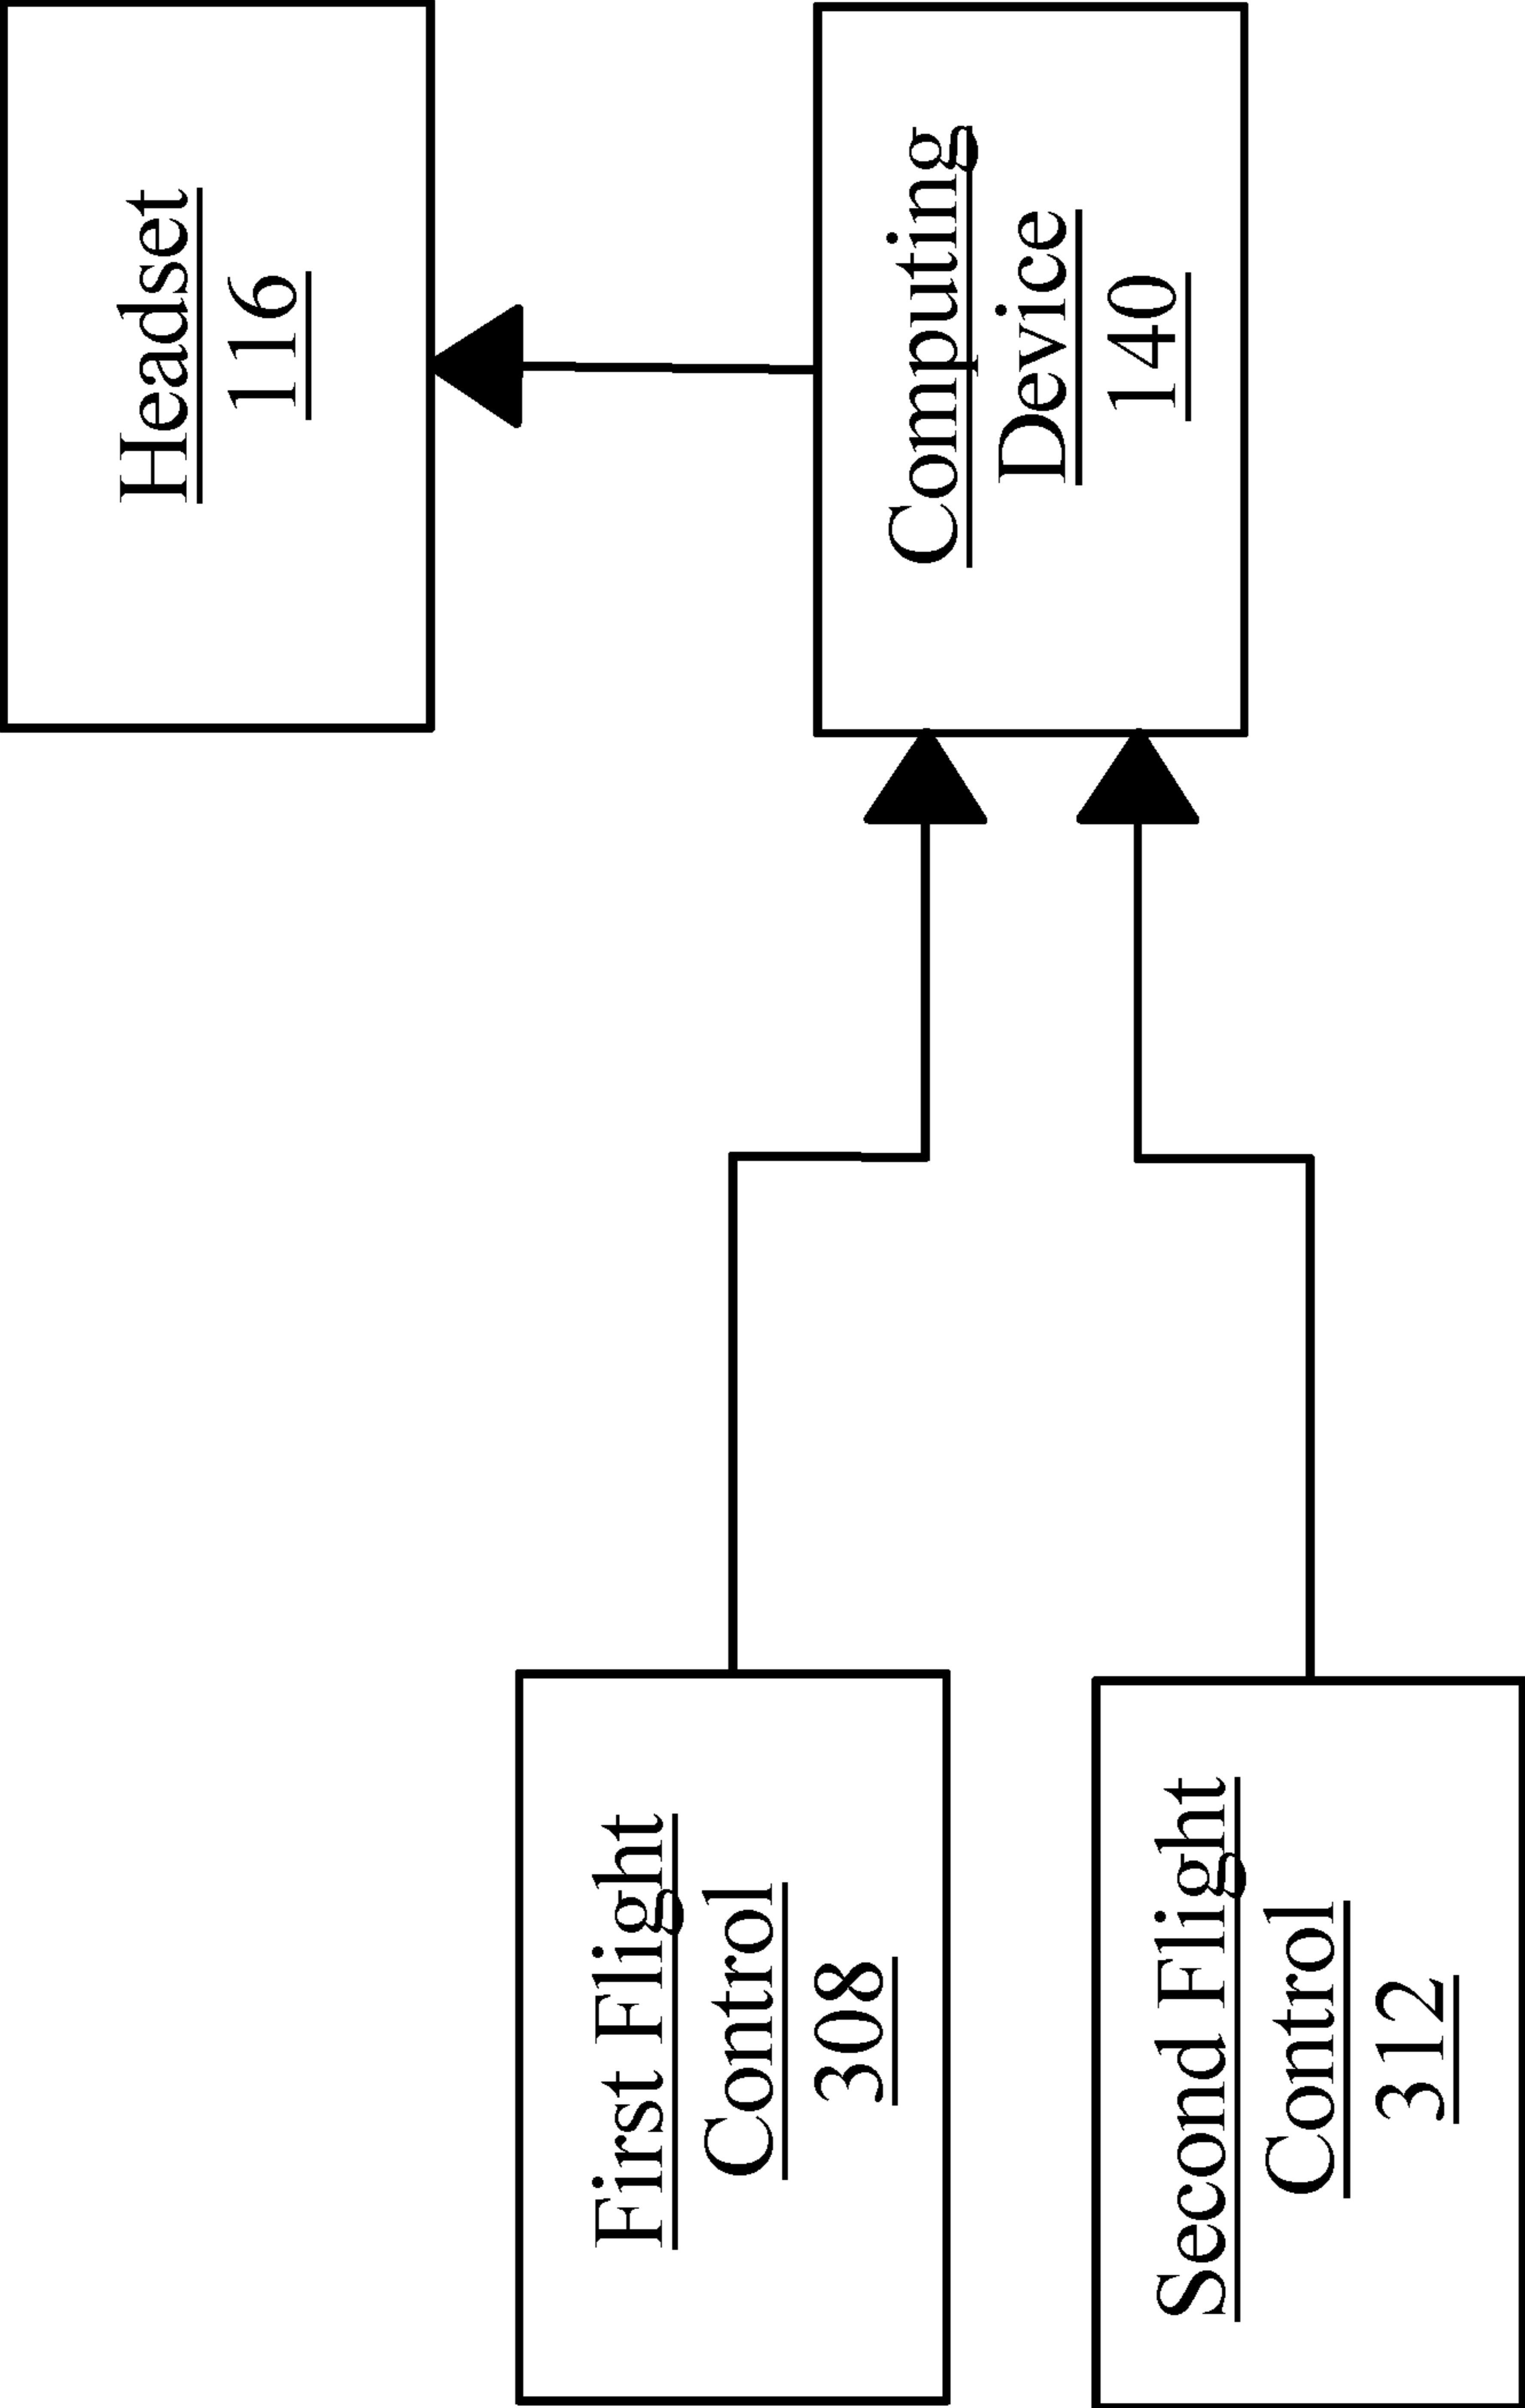 Headset
116
Computing
Device
140
First Flight
Control
308
Second Flight
Control
312